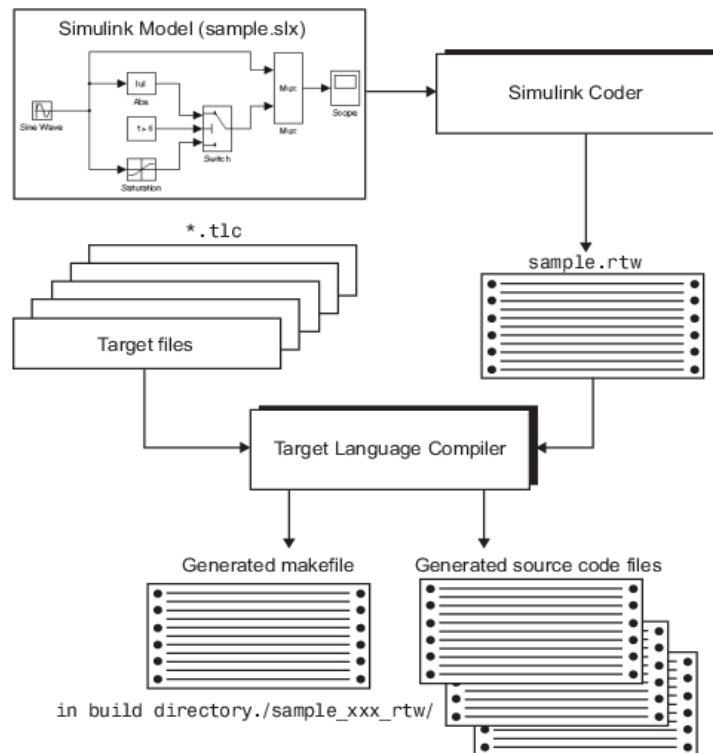 Simulink Model (sample.slx)
Simulink Coder
|u|
Abs
Sine Wave
Switch
Saturation
Mux
Mux
Scope
*.tlc
Target files
sample.rtw
Target Language Compiler
Generated makefile
Generated source code files
in build directory./sample_xxx_rtw/